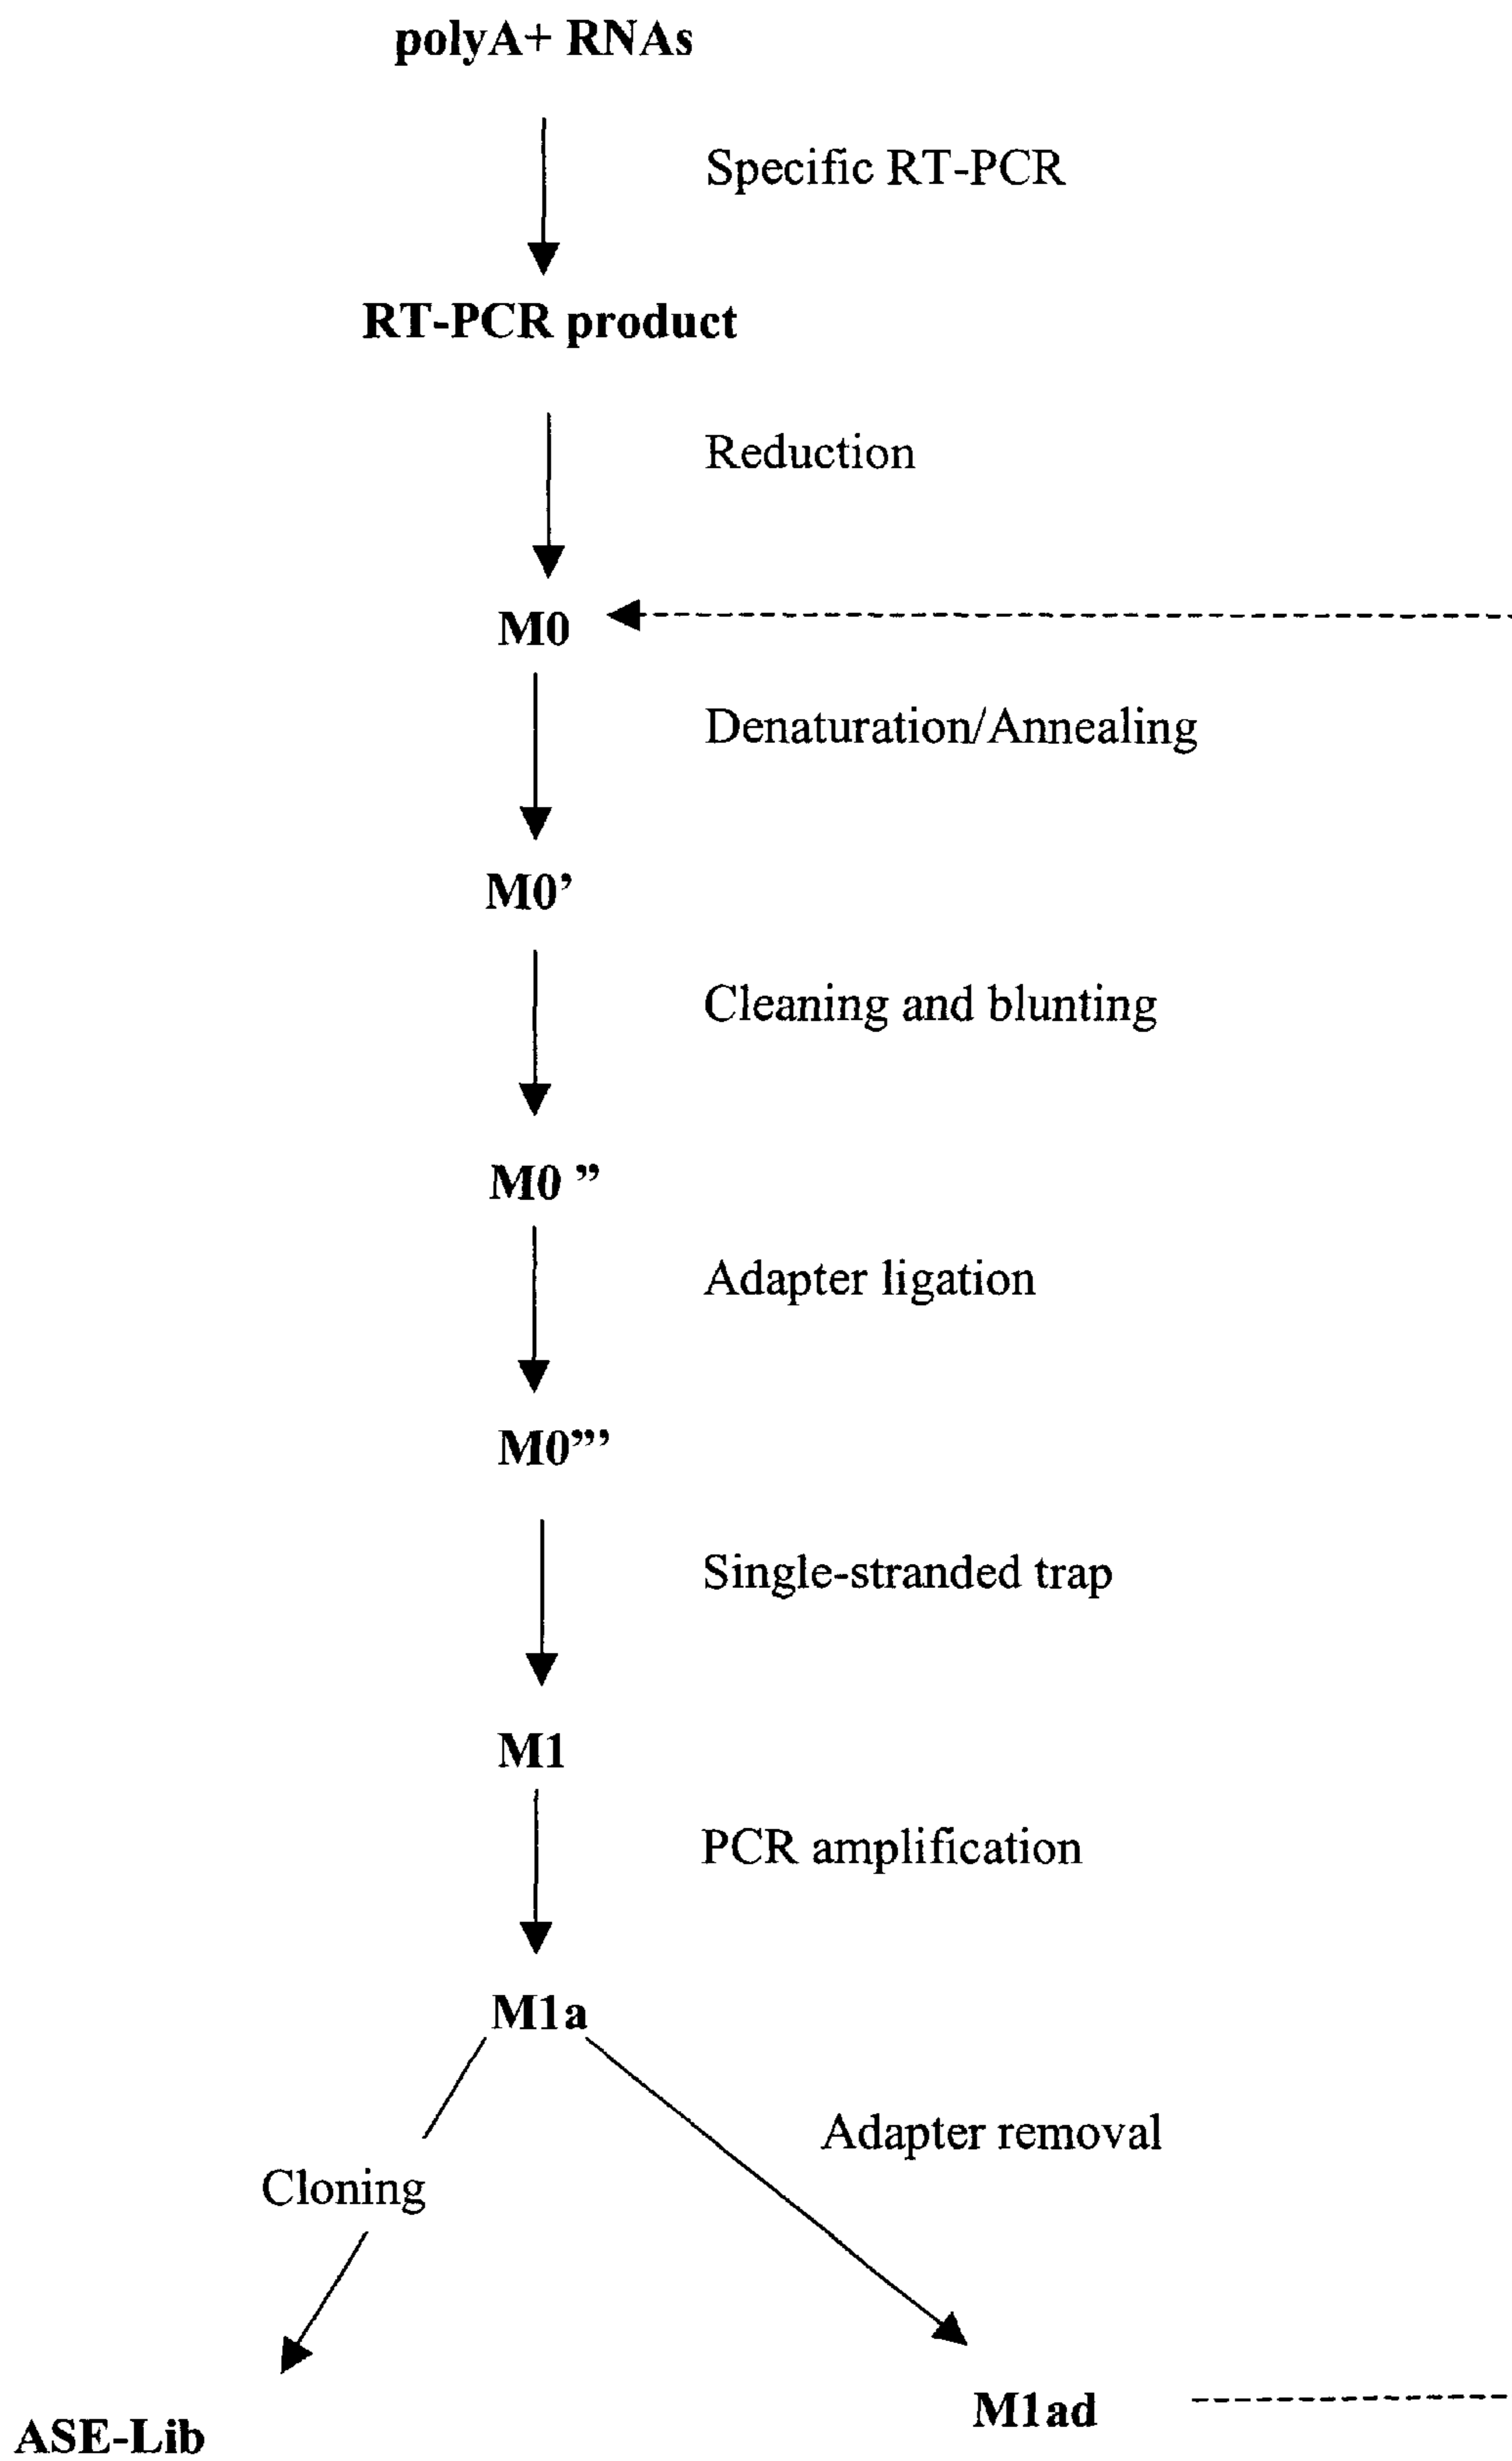 polyA+ RNAs
Specific RT-PCR
RT-PCR product
Reduction
M0
Denaturation/Annealing
M0’
Cleaning and blunting
M0 ”
Adapter ligation
M0”’
Single-stranded trap
M1
PCR amplification
M1a
Adapter removal
Cloning
M1ad
ASE-Lib